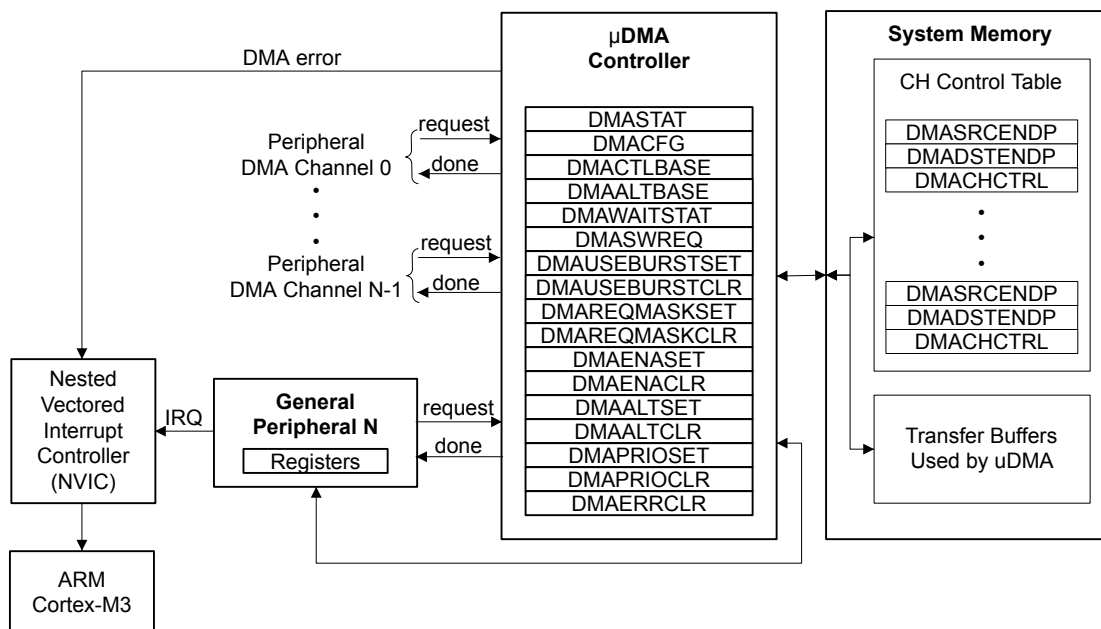 DMA error
Peripheral
DMA Channel 0
request
done
•
•
•
Peripheral
DMA Channel N-1
request
done
Nested
Vectored
Interrupt
Controller
(NVIC)
IRQ
ARM
Cortex-M3
General
Peripheral N
Registers
request
done
µDMA
Controller
DMASTAT
DMACFG
DMACTLBASE
DMAALTBASE
DMAWAITSTAT
DMASWREQ
DMAUSEBURSTSET
DMAUSEBURSTCLR
DMAREQMASKSET
DMAREQMASKCLR
DMAENASET
DMAENACLR
DMAALTSET
DMAALTCLR
DMAPRIOSET
DMAPRIOCLR
DMAERRCLR
System Memory
CH Control Table
DMASRCENDP
DMADSTENDP
DMACHCTRL
•
•
•
DMASRCENDP
DMADSTENDP
DMACHCTRL
Transfer Buffers
Used by uDMA